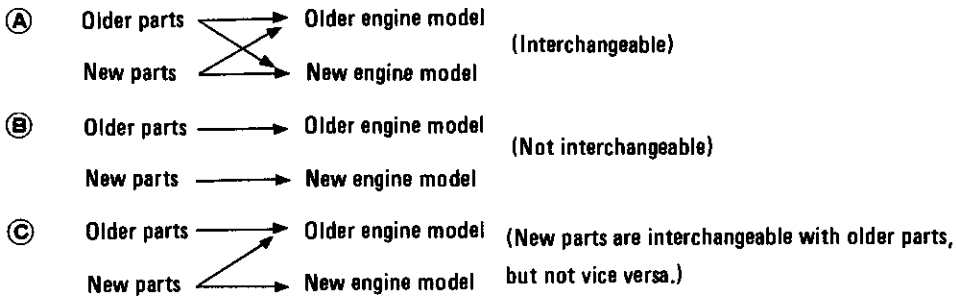 Ⓐ Older parts Older engine model
(Interchangeable)
New parts New engine model
Ⓑ Older parts Older engine model
(Not interchangeable)
New parts New engine model
Ⓒ Older parts Older engine model (New parts are interchangeable with older parts,
New parts New engine model but not vice versa.)